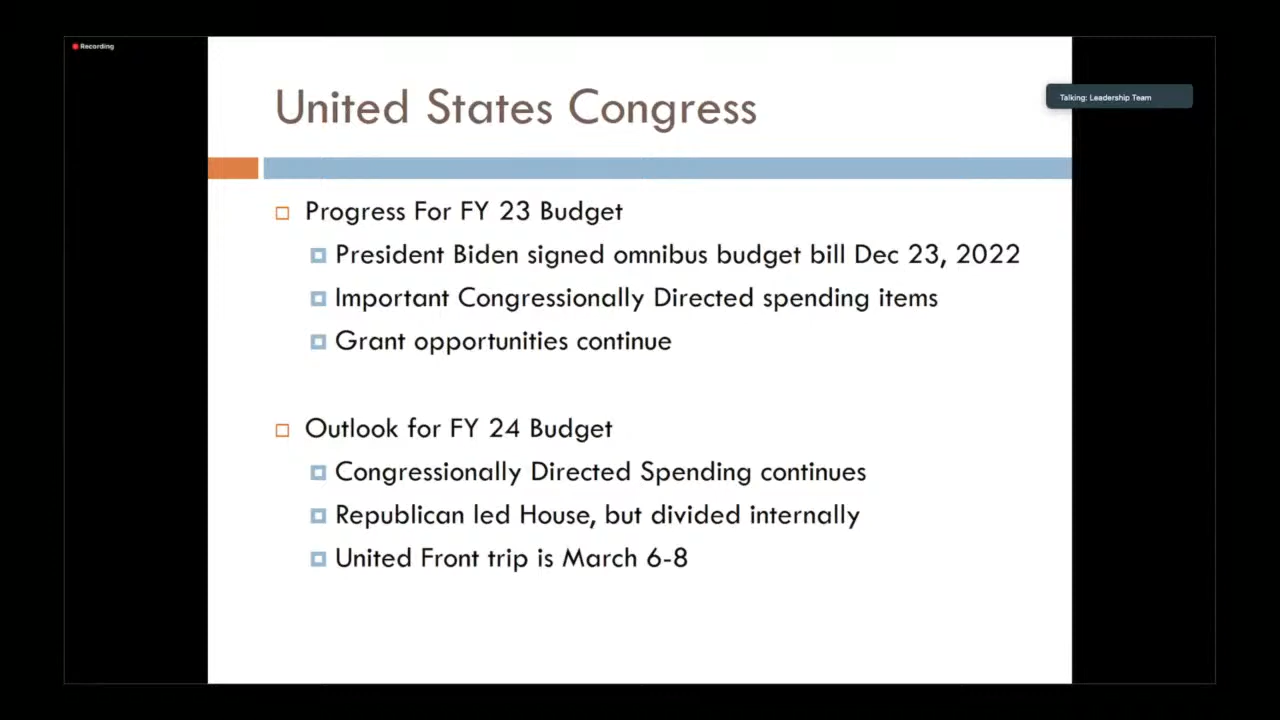 Recording
United States Congress
Talking: Leadership Team
Progress For FY 23 Budget
President Biden signed omnibus budget bill Dec 23, 2022
Important Congressionally Directed spending items
Grant opportunities continue
Outlook for FY 24 Budget
Congressionally Directed Spending continues
Republican led House, but divided internally
United Front trip is March 6-8